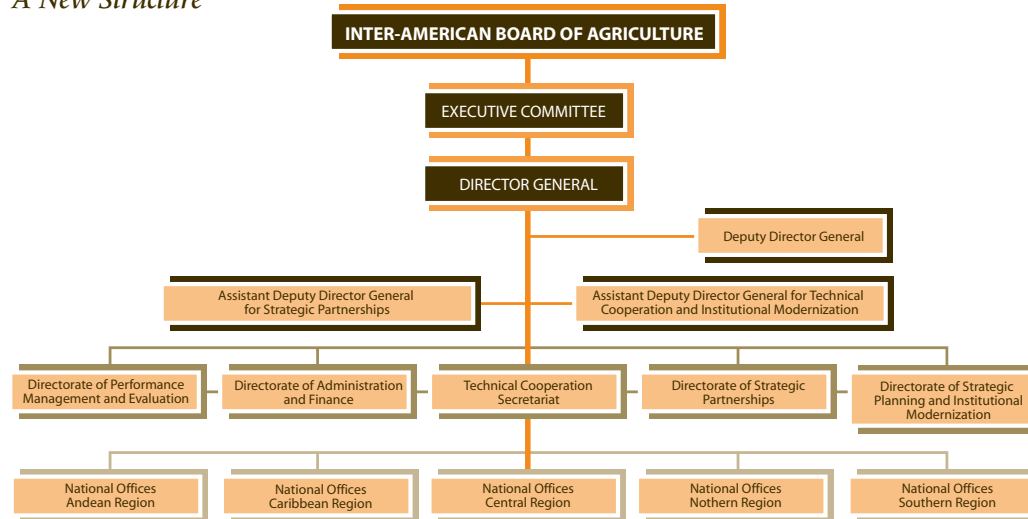 A New Structure
INTER-AMERICAN BOARD OF AGRICULTURE
EXECUTIVE COMMITTEE
DIRECTOR GENERAL
Deputy Director General
Assistant Deputy Director General
for Strategic Partnerships
Assistant Deputy Director General for Technical
Cooperation and Institutional Modernization
Directorate of Performance
Management and Evaluation
Directorate of Administration
and Finance
Technical Cooperation
Secretariat
Directorate of Strategic
Partnerships
Directorate of Strategic
Planning and Institutional
Modernization
National Offices
Andean Region
National Offices
Caribbean Region
National Offices
Central Region
National Offices
Nothern Region
National Offices
Southern Region